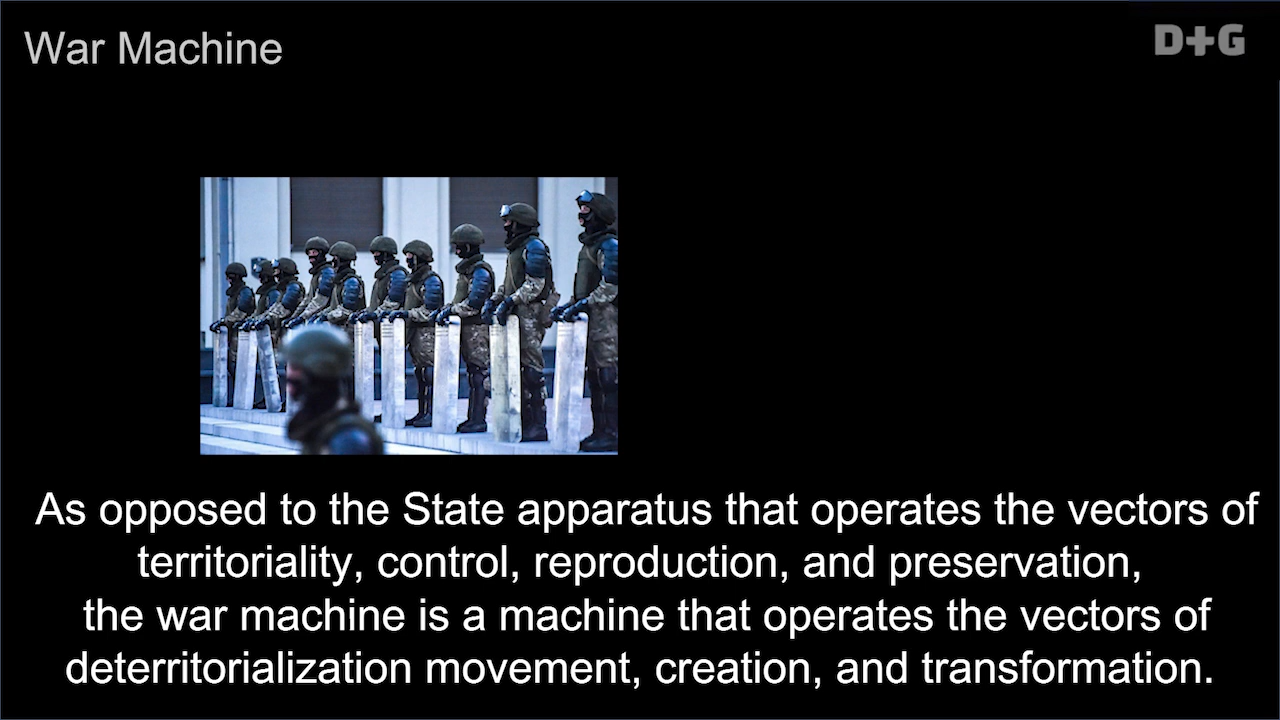 War Machine
D+G
As opposed to the State apparatus that operates the vectors of
territoriality, control, reproduction, and preservation,
the war machine is a machine that operates the vectors of
deterritorialization movement, creation, and transformation.